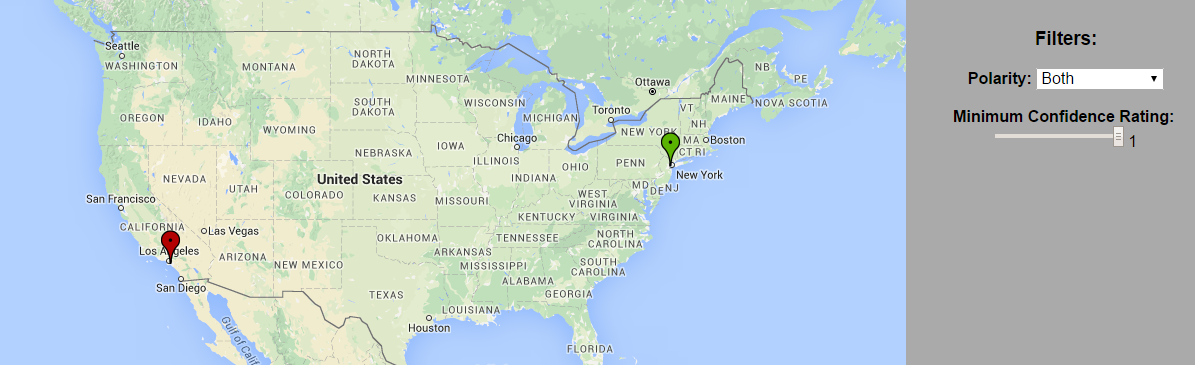 Seattle
WASHINGTON
MONTANA
NORTH
DAKOTA
MINNESOTA
Ottawa
NB
PE
MAINE
NOVA SCOTIA
OREGON
IDAHO
WYOMING
SOUTH
DAKOTA
WISCONSIN
MICHIGAN
Toronto
VT
NH
NEW YORK
MA
Boston
CT RI
Chicago
IOWA
NEBRASKA
ILLINOIS
INDIANA
OHIO
PENN
New York
NEVADA
UTAH
COLORADO
United States
KANSAS
MISSOURI
WEST
VIRGINIA
MD
DE
NJ
KENTUCKY
VIRGINIA
San Francisco
CALIFORNIA
Las Vegas
Los Angeles
ARIZONA
NEW MEXICO
OKLAHOMA
ARKANSAS
TENNESSEE
NORTH
CAROLINA
MISSISSIPPI
SOUTH
CAROLINA
ALABAMA
GEORGIA
San Diego
TEXAS
LOUISIANA
Houston
FLORIDA
Gulf of Calif
Filters:
Polarity: Both
Minimum Confidence Rating:
1